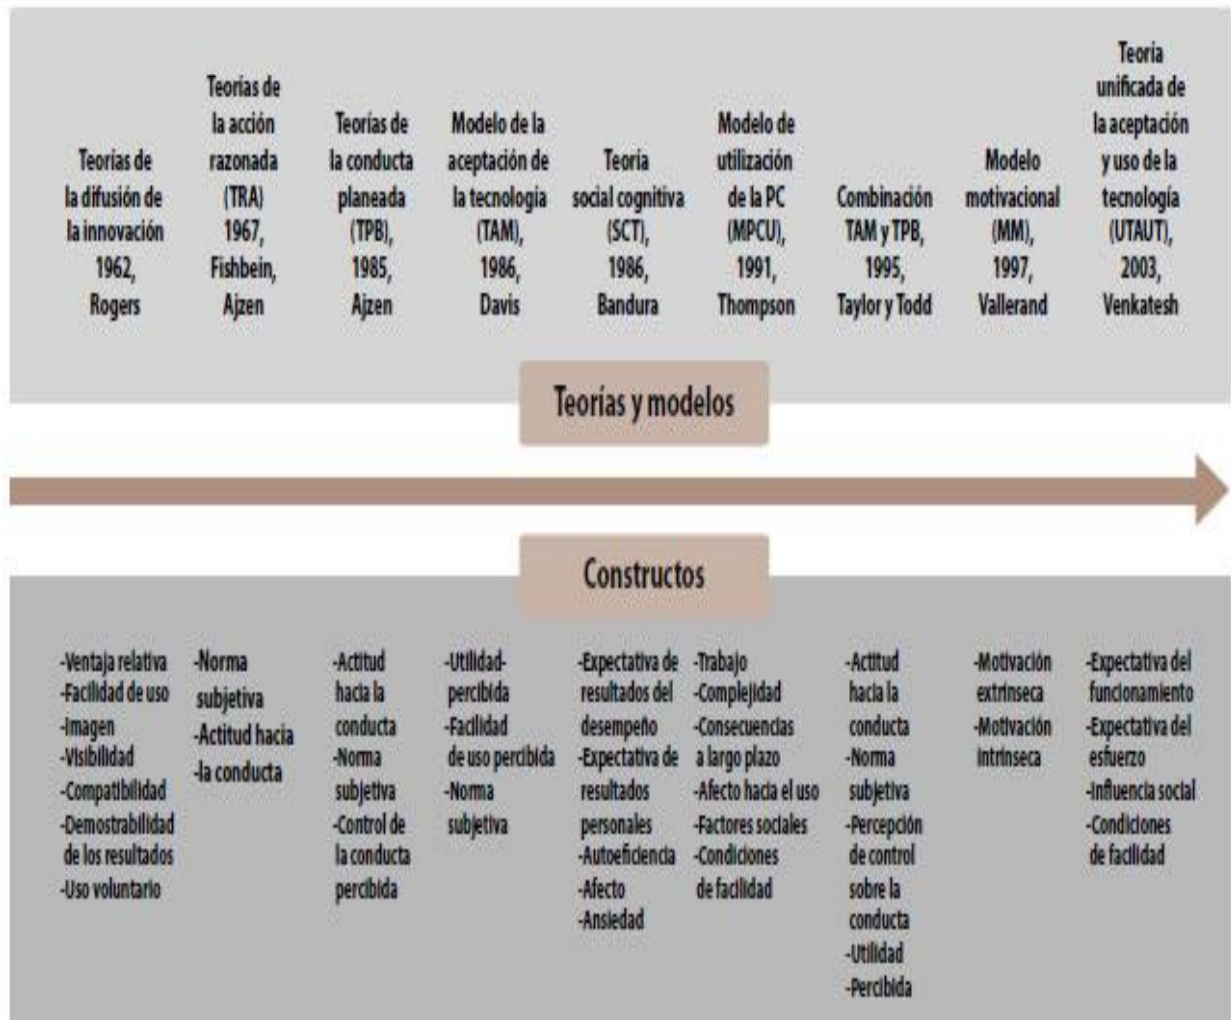 Teorías de
la difusión de
la innovación
1962,
Rogers
Teorías de
la acción
razonada
(TRA)
1967,
Fishbein,
Ajzen
Teorías de
la conducta
planeada
(TPB),
1985,
Ajzen
Modelo de la
aceptación de
la tecnología
(TAM),
1986,
Davis
Teoría
social cognitiva
(SCT),
1986,
Bandura
Modelo de
utilización
de la PC
(MPCU),
1991,
Thompson
Combinación
TAM y TPB,
1995,
Taylor y Todd
Modelo
motivacional
(MM),
1997,
Vallerand
Teoría
unificada de
la aceptación
y uso de la
tecnología
(UTAUT),
2003,
Venkatesh
Teorías y modelos
Constructos
-Ventaja relativa
-Facilidad de uso
-Imagen
-Visibilidad
-Compatibilidad
-Demostrabilidad
de los resultados
-Uso voluntario
-Norma
subjetiva
-Actitud hacia
-la conducta
-Actitud
hacia la
conducta
-Norma
subjetiva
-Control de
la conducta
percibida
-Utilidad-
percibida
-Facilidad
de uso percibida
-Norma
subjetiva
-Expectativa de
resultados del
desempeño
-Expectativa de
resultados
personales
-Autoeficiencia
-Afecto
-Ansiedad
-Trabajo
-Complejidad
-Consecuencias
a largo plazo
-Afecto hacia el uso
-Factores sociales
-Condiciones
de facilidad
-Actitud
hacia la
conducta
-Norma
subjetiva
-Percepción
de control
sobre la
conducta
-Utilidad
-Percibida
-Motivación
extrínseca
-Motivación
intrínseca
-Expectativa del
funcionamiento
-Expectativa del
esfuerzo
-Influencia social
-Condiciones
de facilidad